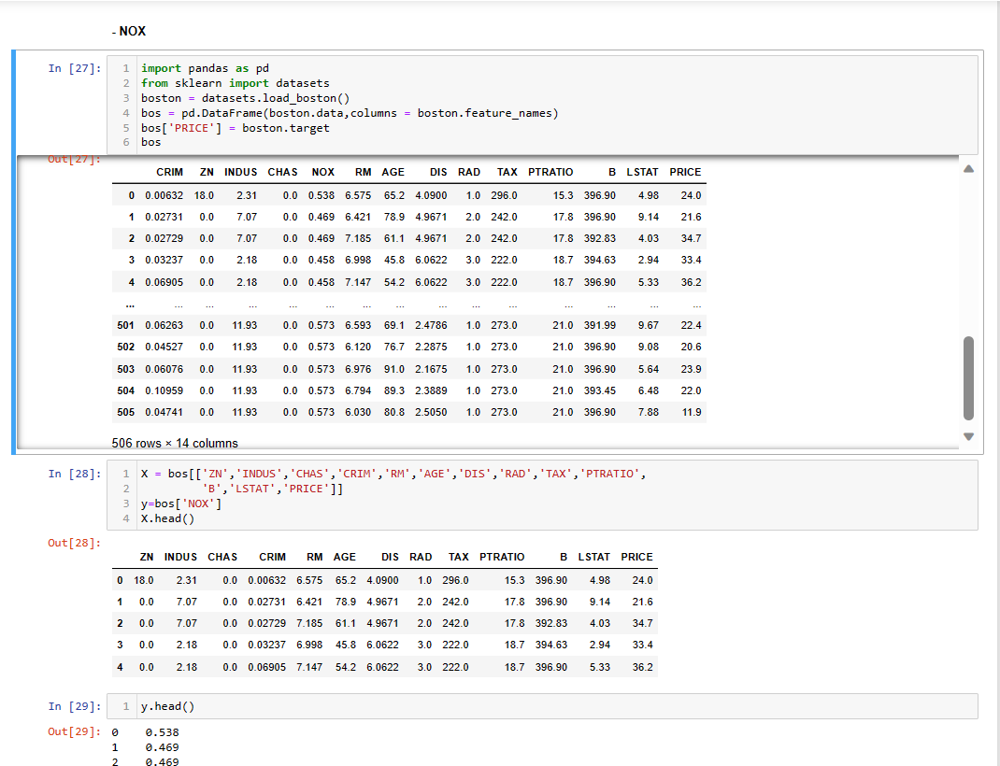 - NOX
In [27]:
1 import pandas as pd
2 from sklearn import datasets
3 boston = datasets.load_boston()
4 bos = pd.DataFrame(boston.data,columns = boston.feature_names)
5 bos['PRICE'] = boston.target
6 bos
Out[27]:
CRIM ZN INDUS CHAS NOX RM AGE DIS RAD TAX PTRATIO B LSTAT PRICE
0 0.00632 18.0 2.31 0.0 0.538 6.575 65.2 4.0900 1.0 296.0 15.3 396.90 4.98 24.0
1 0.02731 0.0 7.07 0.0 0.469 6.421 78.9 4.9671 2.0 242.0 17.8 396.90 9.14 21.6
2 0.02729 0.0 7.07 0.0 0.469 7.185 61.1 4.9671 2.0 242.0 17.8 392.83 4.03 34.7
3 0.03237 0.0 2.18 0.0 0.458 6.998 45.8 6.0622 3.0 222.0 18.7 394.63 2.94 33.4
4 0.06905 0.0 2.18 0.0 0.458 7.147 54.2 6.0622 3.0 222.0 18.7 396.90 5.33 36.2
... ... ... ... ... ... ... ... ... ... ... ... ... ... ...
501 0.06263 0.0 11.93 0.0 0.573 6.593 69.1 2.4786 1.0 273.0 21.0 391.99 9.67 22.4
502 0.04527 0.0 11.93 0.0 0.573 6.120 76.7 2.2875 1.0 273.0 21.0 396.90 9.08 20.6
503 0.06076 0.0 11.93 0.0 0.573 6.976 91.0 2.1675 1.0 273.0 21.0 396.90 5.64 23.9
504 0.10959 0.0 11.93 0.0 0.573 6.794 89.3 2.3889 1.0 273.0 21.0 393.45 6.48 22.0
505 0.04741 0.0 11.93 0.0 0.573 6.030 80.8 2.5050 1.0 273.0 21.0 396.90 7.88 11.9
506 rows × 14 columns
In [28]:
1 X = bos[['ZN','INDUS','CHAS','CRIM','RM','AGE','DIS','RAD','TAX','PTRATIO',
2 'B','LSTAT','PRICE']]
3 y=bos['NOX']
4 X.head()
Out[28]:
ZN INDUS CHAS CRIM RM AGE DIS RAD TAX PTRATIO B LSTAT PRICE
0 18.0 2.31 0.0 0.00632 6.575 65.2 4.0900 1.0 296.0 15.3 396.90 4.98 24.0
1 0.0 7.07 0.0 0.02731 6.421 78.9 4.9671 2.0 242.0 17.8 396.90 9.14 21.6
2 0.0 7.07 0.0 0.02729 7.185 61.1 4.9671 2.0 242.0 17.8 392.83 4.03 34.7
3 0.0 2.18 0.0 0.03237 6.998 45.8 6.0622 3.0 222.0 18.7 394.63 2.94 33.4
4 0.0 2.18 0.0 0.06905 7.147 54.2 6.0622 3.0 222.0 18.7 396.90 5.33 36.2
In [29]:
1 y.head()
Out[29]:
0 0.538
1 0.469
2 0.469